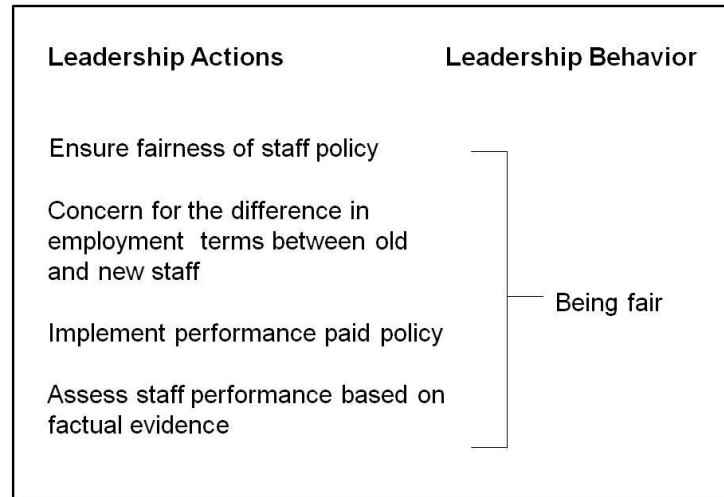 Leadership Actions
Leadership Behavior
Ensure fairness of staff policy
Concern for the difference in
employment terms between old
and new staff
Being fair
Implement performance paid policy
Assess staff performance based on
factual evidence